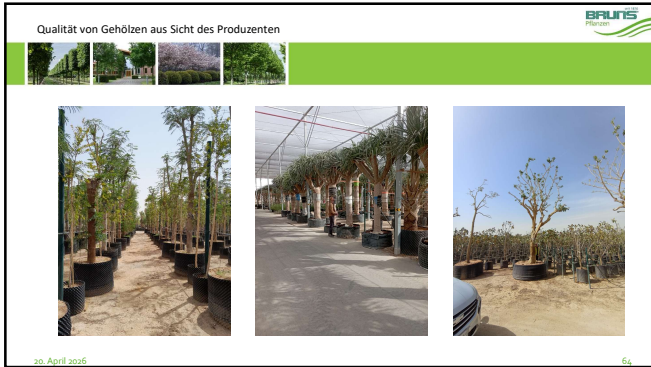 Qualität von Gehölzen aus Sicht des Produzenten
BRUNS
Pflanzen
20. April 2026
64